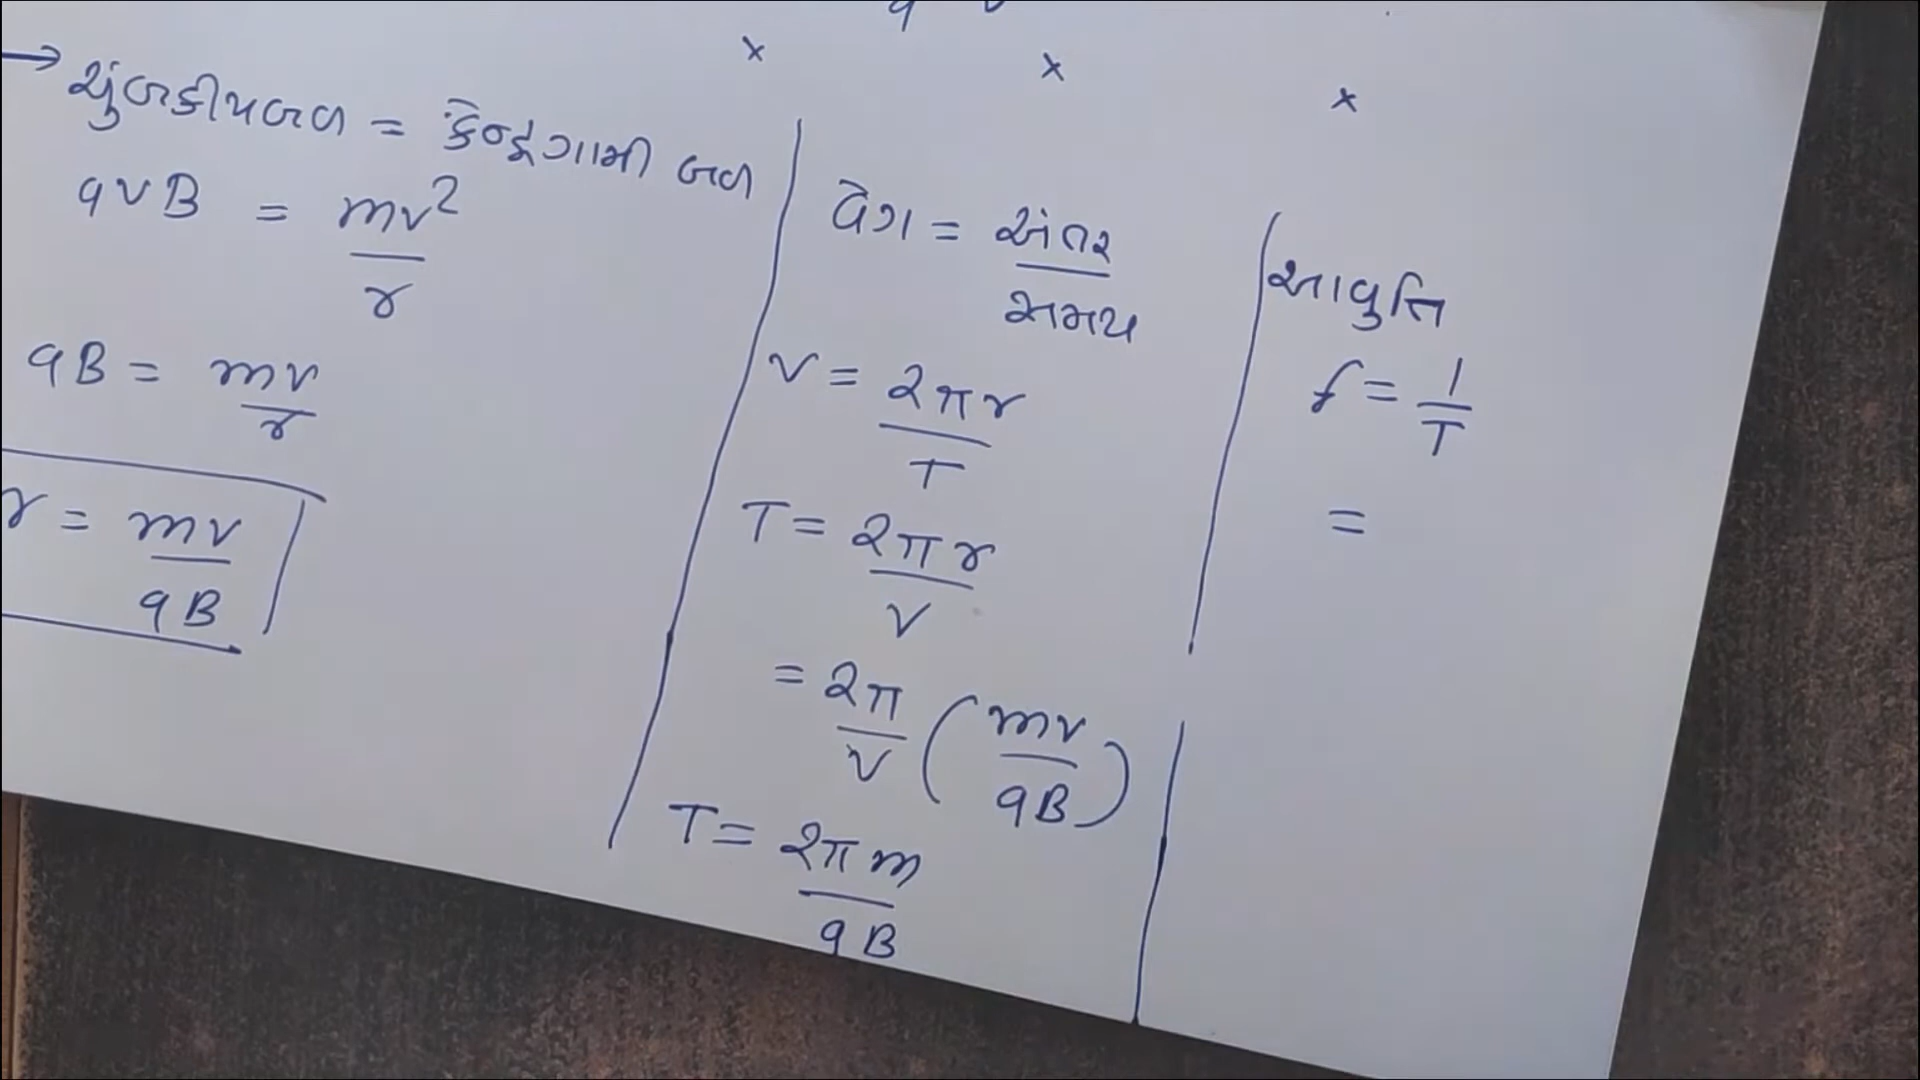 x x x
→ ચુંબકીયબળ = કેન્દ્રગામી બળ
qvB = mv²/r
qB = mv/r
r = mv/qB
વેગ = અંતર/સમય
v = 2πr/T
T = 2πr/v
= 2π/v (mv/qB)
T = 2πm/qB
આવૃત્તિ
f = 1/T
=